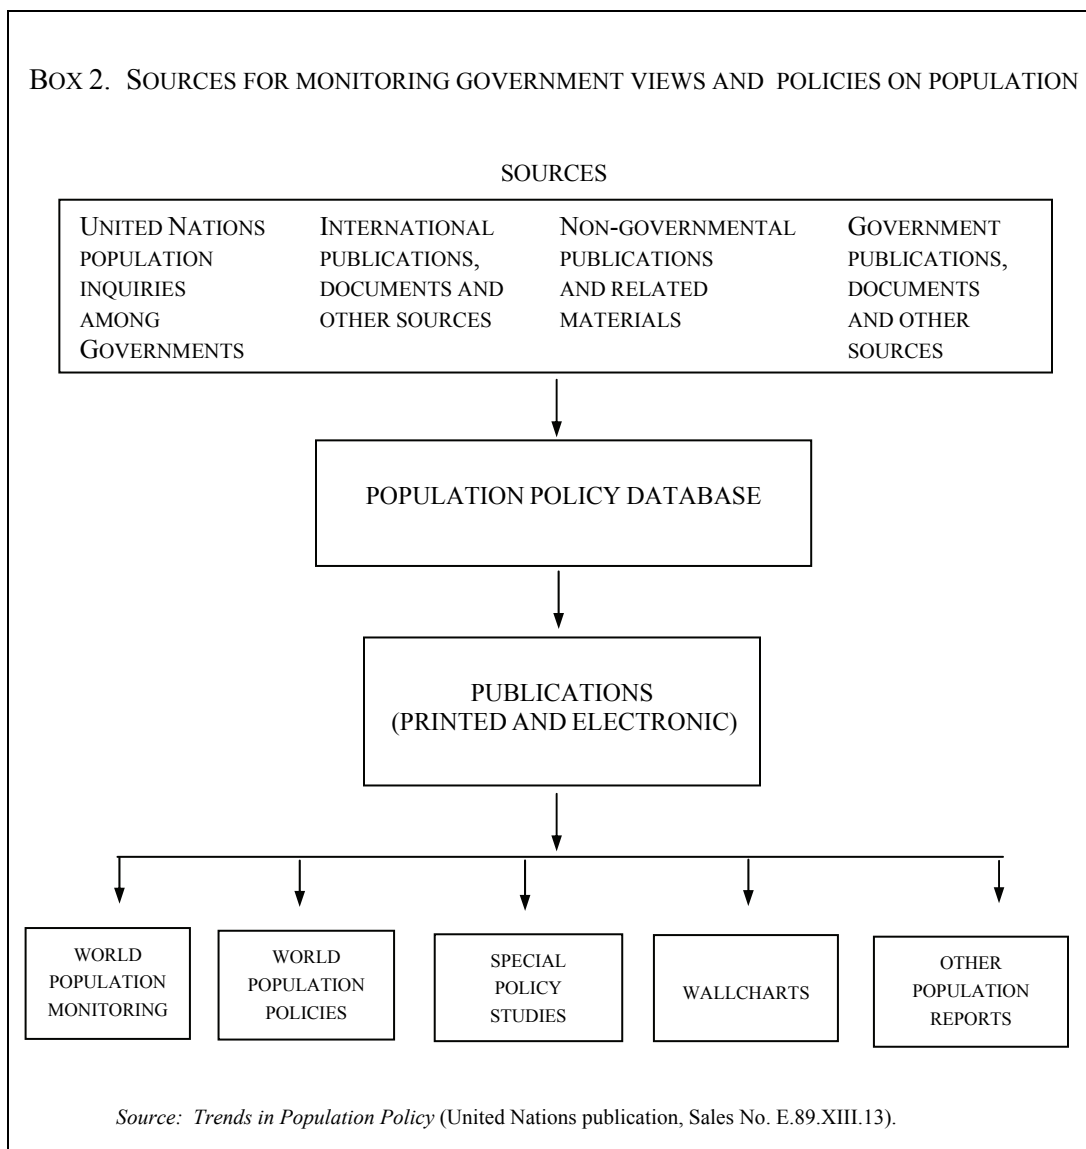 BOX 2. SOURCES FOR MONITORING GOVERNMENT VIEWS AND POLICIES ON POPULATION
SOURCES
UNITED NATIONS
POPULATION
INQUIRIES
AMONG
GOVERNMENTS
INTERNATIONAL
PUBLICATIONS,
DOCUMENTS AND
OTHER SOURCES
NON-GOVERNMENTAL
PUBLICATIONS
AND RELATED
MATERIALS
GOVERNMENT
PUBLICATIONS,
DOCUMENTS
AND OTHER
SOURCES
POPULATION POLICY DATABASE
PUBLICATIONS
(PRINTED AND ELECTRONIC)
WORLD
POPULATION
MONITORING
WORLD
POPULATION
POLICIES
SPECIAL
POLICY
STUDIES
WALLCHARTS
OTHER
POPULATION
REPORTS
Source: Trends in Population Policy (United Nations publication, Sales No. E.89.XIII.13).